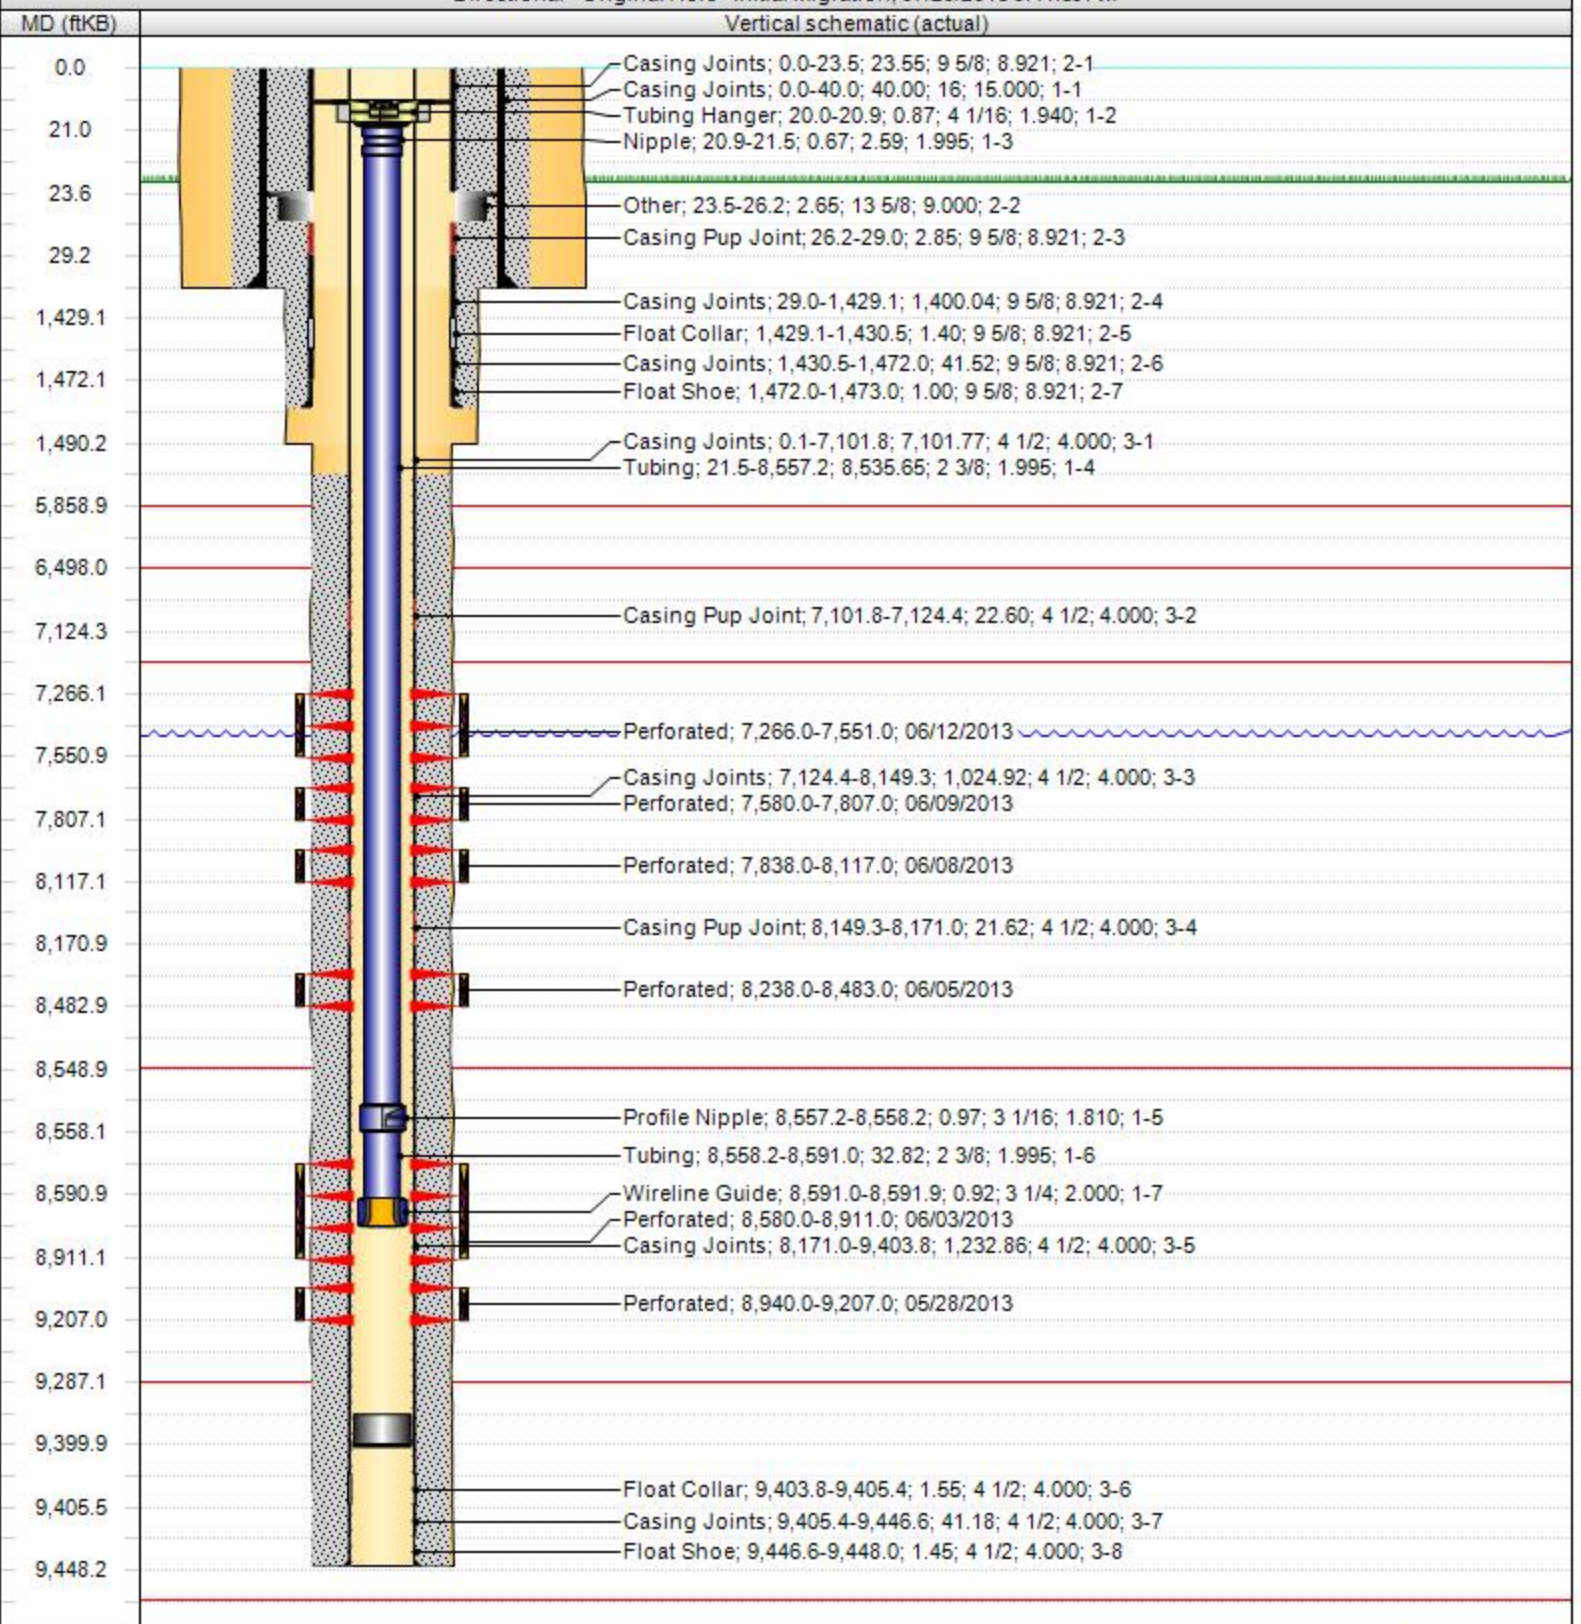 MD (ftKB)
Vertical schematic (actual)
0.0
21.0
23.6
29.2
1,429.1
1,472.1
1,490.2
5,858.9
6,498.0
7,124.3
7,266.1
7,550.9
7,807.1
8,117.1
8,170.9
8,482.9
8,548.9
8,558.1
8,590.9
8,911.1
9,207.0
9,287.1
9,399.9
9,405.5
9,448.2
Casing Joints; 0.0-23.5; 23.55; 9 5/8; 8.921; 2-1
Casing Joints; 0.0-40.0; 40.00; 16; 15.000; 1-1
Tubing Hanger; 20.0-20.9; 0.87; 4 1/16; 1.940; 1-2
Nipple; 20.9-21.5; 0.67; 2.59; 1.995; 1-3
Other; 23.5-26.2; 2.65; 13 5/8; 9.000; 2-2
Casing Pup Joint; 26.2-29.0; 2.85; 9 5/8; 8.921; 2-3
Casing Joints; 29.0-1,429.1; 1,400.04; 9 5/8; 8.921; 2-4
Float Collar; 1,429.1-1,430.5; 1.40; 9 5/8; 8.921; 2-5
Casing Joints; 1,430.5-1,472.0; 41.52; 9 5/8; 8.921; 2-6
Float Shoe; 1,472.0-1,473.0; 1.00; 9 5/8; 8.921; 2-7
Casing Joints; 0.1-7,101.8; 7,101.77; 4 1/2; 4.000; 3-1
Tubing; 21.5-8,557.2; 8,535.65; 2 3/8; 1.995; 1-4
Casing Pup Joint; 7,101.8-7,124.4; 22.60; 4 1/2; 4.000; 3-2
Perforated; 7,266.0-7,551.0; 06/12/2013
Casing Joints; 7,124.4-8,149.3; 1,024.92; 4 1/2; 4.000; 3-3
Perforated; 7,580.0-7,807.0; 06/09/2013
Perforated; 7,838.0-8,117.0; 06/08/2013
Casing Pup Joint; 8,149.3-8,171.0; 21.62; 4 1/2; 4.000; 3-4
Perforated; 8,238.0-8,483.0; 06/05/2013
Profile Nipple; 8,557.2-8,558.2; 0.97; 3 1/16; 1.810; 1-5
Tubing; 8,558.2-8,591.0; 32.82; 2 3/8; 1.995; 1-6
Wireline Guide; 8,591.0-8,591.9; 0.92; 3 1/4; 2.000; 1-7
Perforated; 8,580.0-8,911.0; 06/03/2013
Casing Joints; 8,171.0-9,403.8; 1,232.86; 4 1/2; 4.000; 3-5
Perforated; 8,940.0-9,207.0; 05/28/2013
Float Collar; 9,403.8-9,405.4; 1.55; 4 1/2; 4.000; 3-6
Casing Joints; 9,405.4-9,446.6; 41.18; 4 1/2; 4.000; 3-7
Float Shoe; 9,446.6-9,448.0; 1.45; 4 1/2; 4.000; 3-8